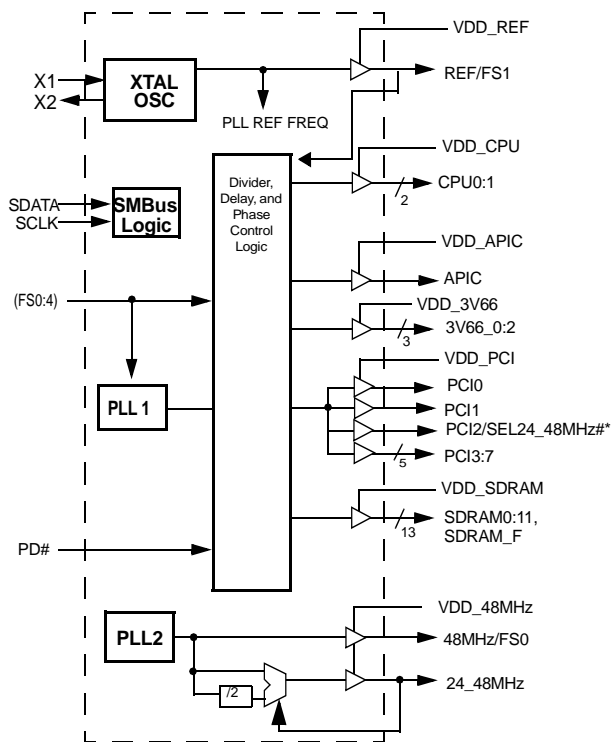 VDD_REF
X1
X2
XTAL
OSC
REF/FS1
PLL REF FREQ
VDD_CPU
Divider,
Delay, and
Phase
Control
Logic
CPU0:1
2
SDATA
SCLK
SMBus
Logic
VDD_APIC
APIC
(FS0:4)
VDD_3V66
3V66_0:2
3
VDD_PCI
PCI0
PLL 1
PCI1
PCI2/SEL24_48MHz#*
PCI3:7
5
VDD_SDRAM
SDRAM0:11,
SDRAM_F
13
PD#
VDD_48MHz
PLL2
48MHz/FS0
/2
24_48MHz